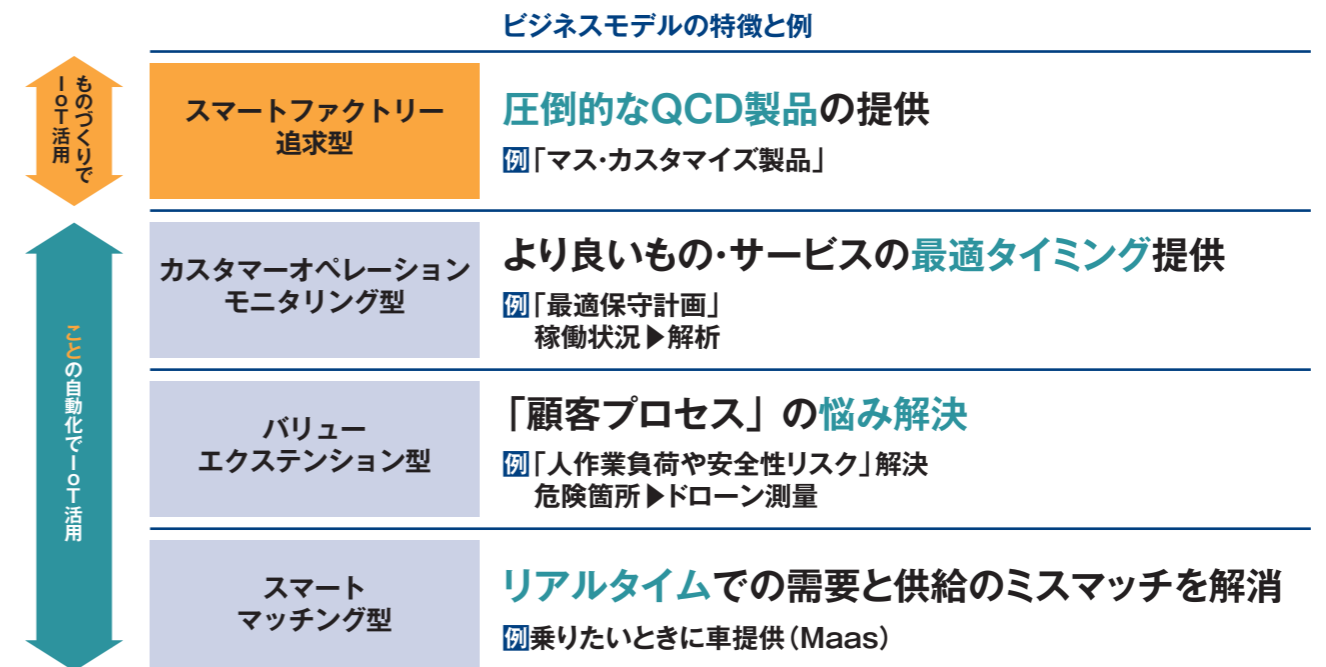 ビジネスモデルの特徴と例
ものづくりで
IoT活用
スマートファクトリー
追求型
圧倒的なQCD製品の提供
例「マス・カスタマイズ製品」
ことの自動化でIoT活用
カスタマーオペレーション
モニタリング型
より良いもの・サービスの最適タイミング提供
例「最適保守計画」
稼働状況▶解析
バリュー
エクステンション型
「顧客プロセス」の悩み解決
例「人作業負荷や安全性リスク」解決
危険箇所▶ドローン測量
スマート
マッチング型
リアルタイムでの需要と供給のミスマッチを解消
例乗りたいときに車提供(Maas)